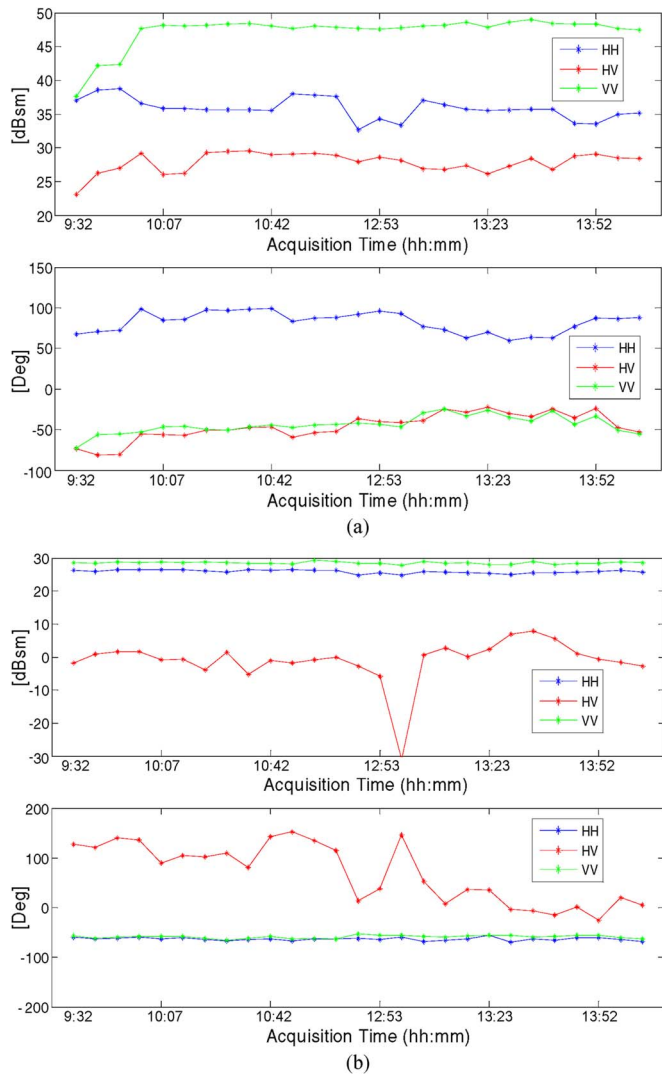 50
45
40
35
30
25
20
[dBsm]
HH
HV
VV
9:32 10:07 10:42 12:53 13:23 13:52
Acquisition Time (hh:mm)
150
100
50
0
-50
-100
[Deg]
HH
HV
VV
9:32 10:07 10:42 12:53 13:23 13:52
Acquisition Time (hh:mm)
(a)
30
20
10
0
-10
-20
-30
[dBsm]
HH
HV
VV
9:32 10:07 10:42 12:53 13:23 13:52
Acquisition Time (hh:mm)
200
100
0
-100
-200
[Deg]
HH
HV
VV
9:32 10:07 10:42 12:53 13:23 13:52
Acquisition Time (hh:mm)
(b)